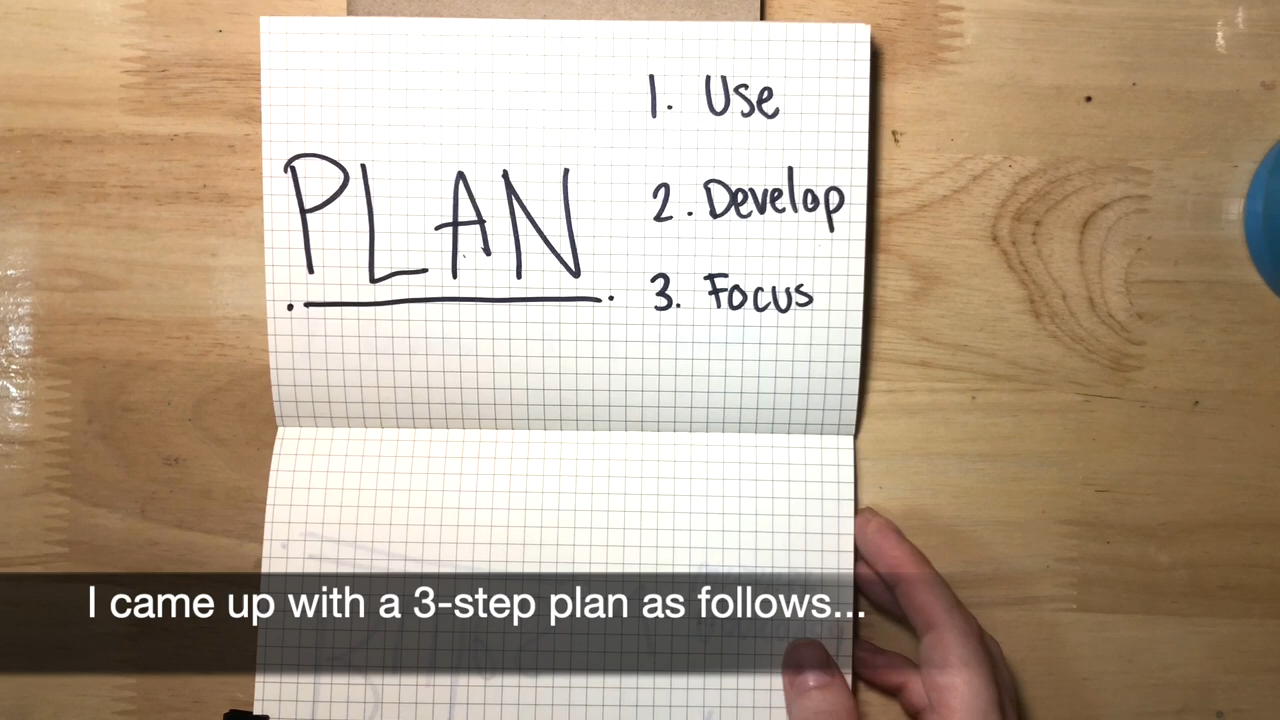 PLAN
1. Use
2. Develop
3. Focus
I came up with a 3-step plan as follows...